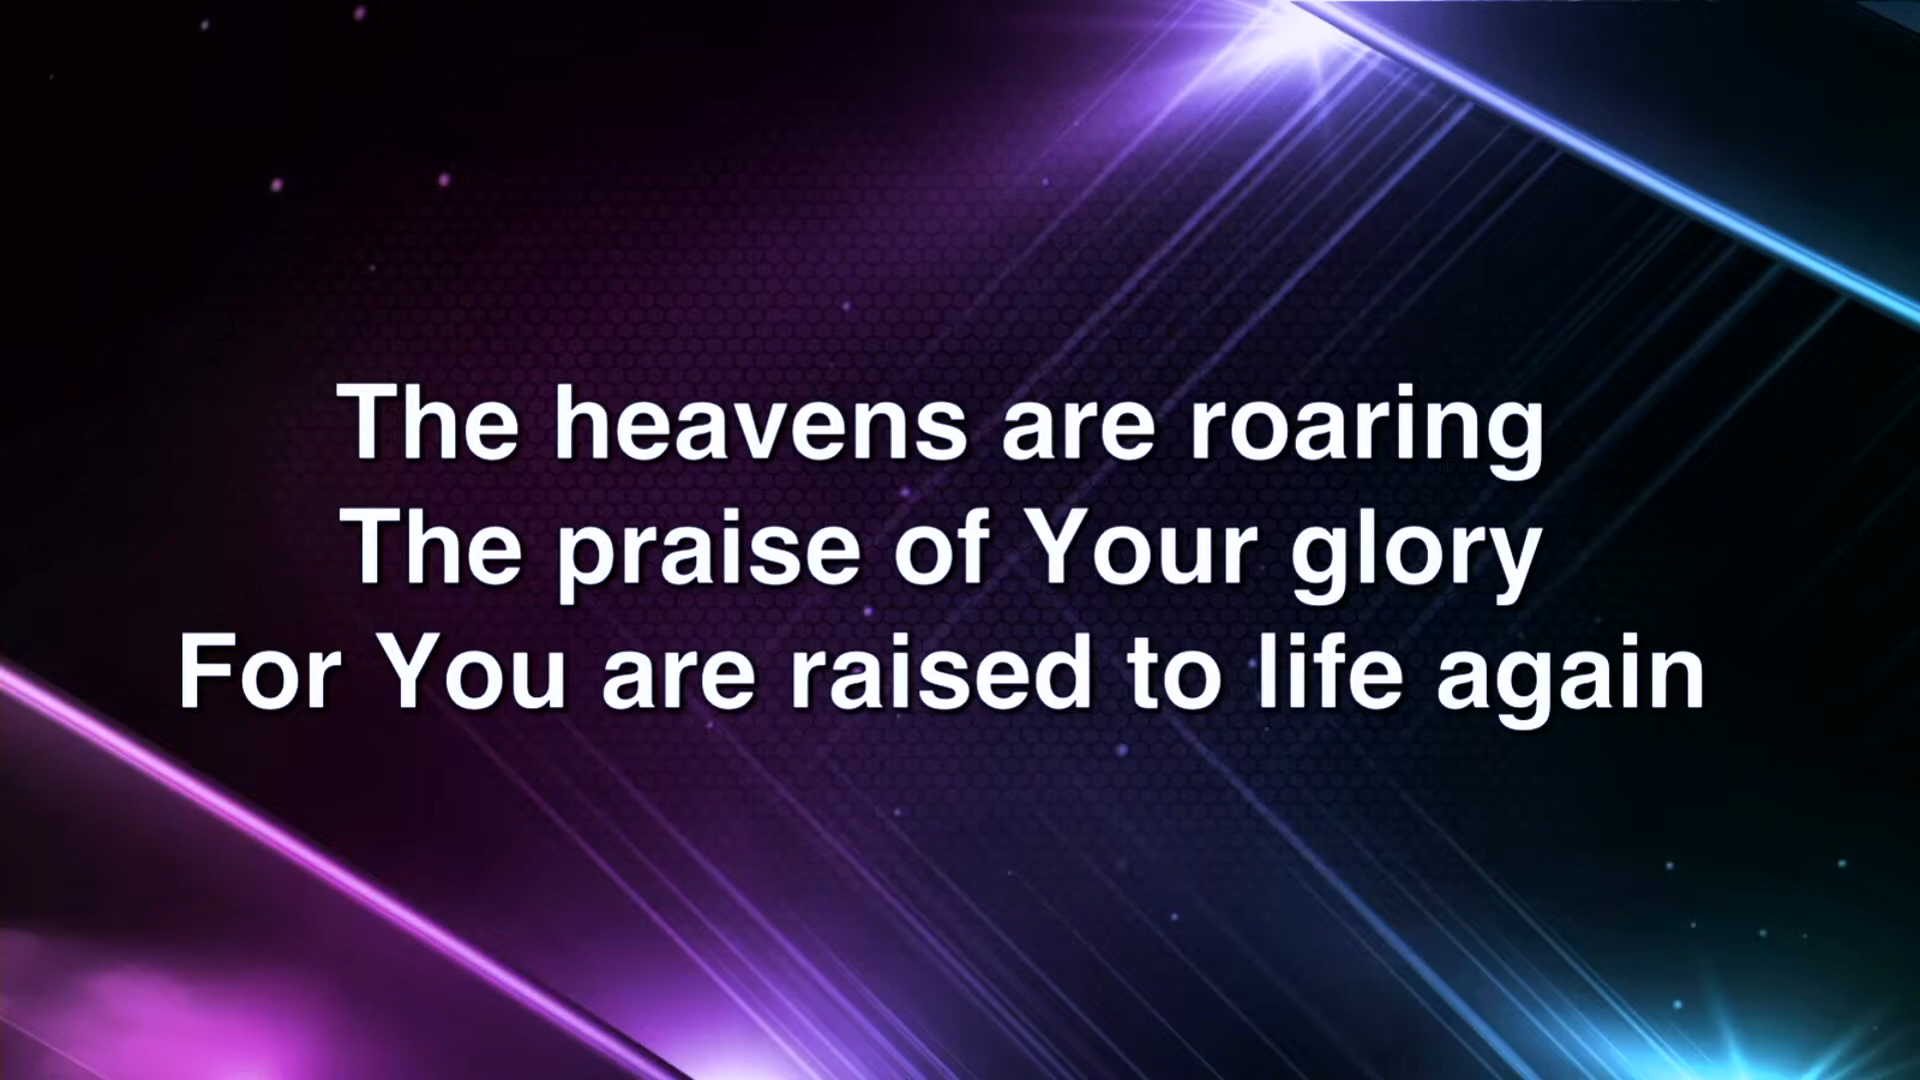 The heavens are roaring
The praise of Your glory
For You are raised to life again